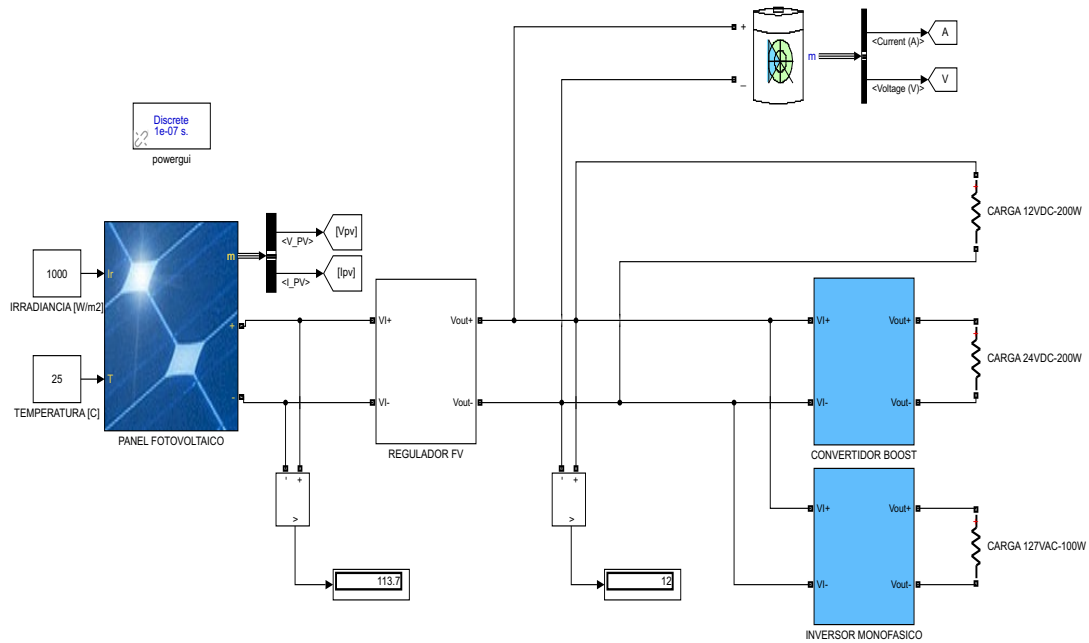 +
A
<Current (A)>
m
–
V
<Voltage (V)>
Discrete
1e-07 s.
powergui
+
CARGA 12VDC-200W
[Vpv]
<V_PV>
m
1000
Ir
[Ipv]
<I_PV>
IRRADIANCIA [W/m2]
+
VI+
Vout+
VI+
Vout+
+
CARGA 24VDC-200W
25
T
TEMPERATURA [C]
-
VI-
Vout-
VI-
Vout-
PANEL FOTOVOLTAICO
REGULADOR FV
CONVERTIDOR BOOST
- +
v
- +
v
VI+
Vout+
+
CARGA 127VAC-100W
113.7
12
VI-
Vout-
INVERSOR MONOFASICO